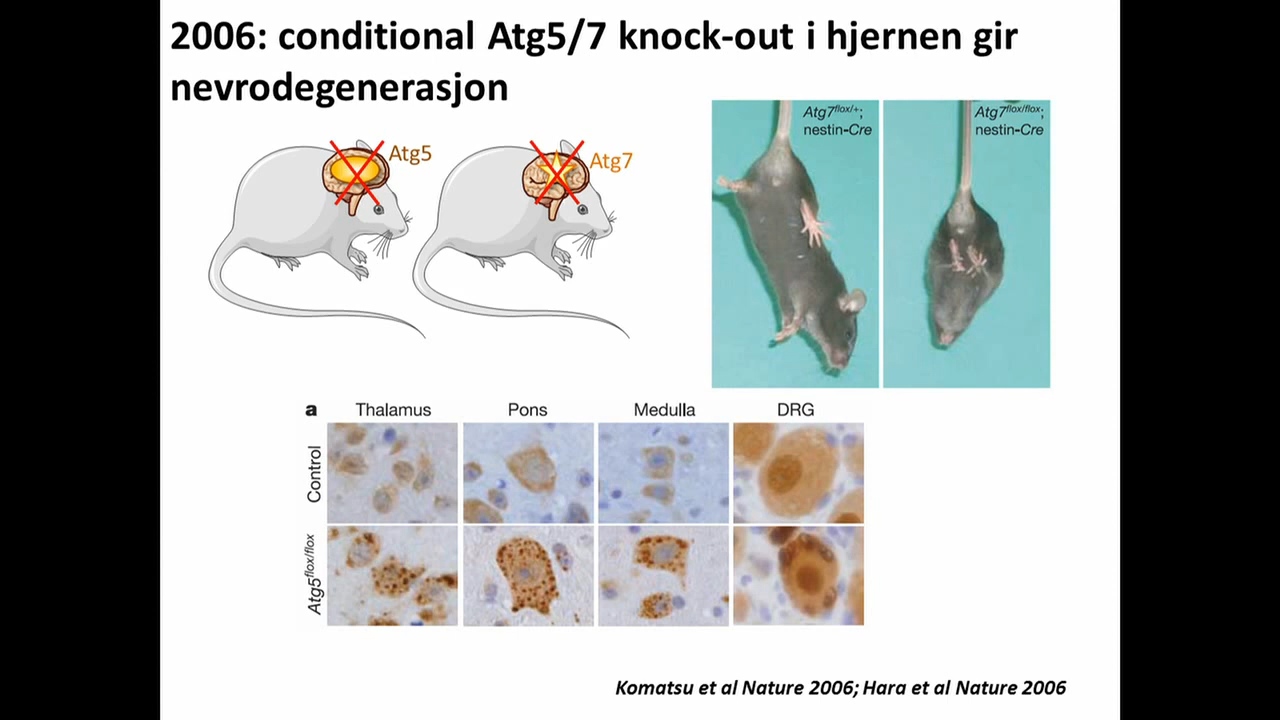 2006: conditional Atg5/7 knock-out i hjernen gir
nevrodegenerasjon
Atg5
Atg7
Atg7flox/+;
nestin-Cre
Atg7flox/flox;
nestin-Cre
a
Thalamus
Pons
Medulla
DRG
Control
Atg5flox/flox
Komatsu et al Nature 2006; Hara et al Nature 2006